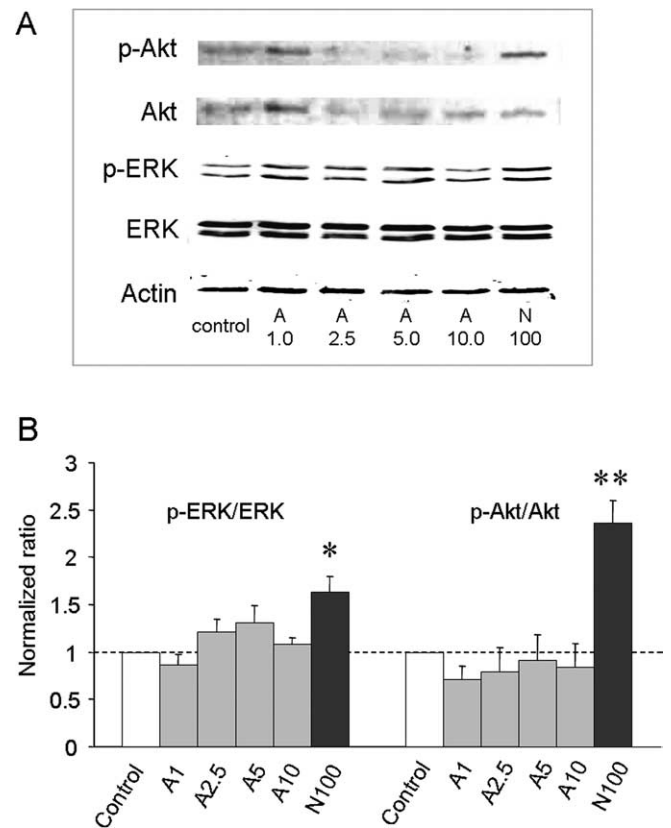 A
p-Akt
Akt
p-ERK
ERK
Actin
control A 1.0 A 2.5 A 5.0 A 10.0 N 100
B
Normalized ratio
3
2.5
2
1.5
1
0.5
0
p-ERK/ERK p-Akt/Akt
* **
Control A1 A2.5 A5 A10 N100 Control A1 A2.5 A5 A10 N100